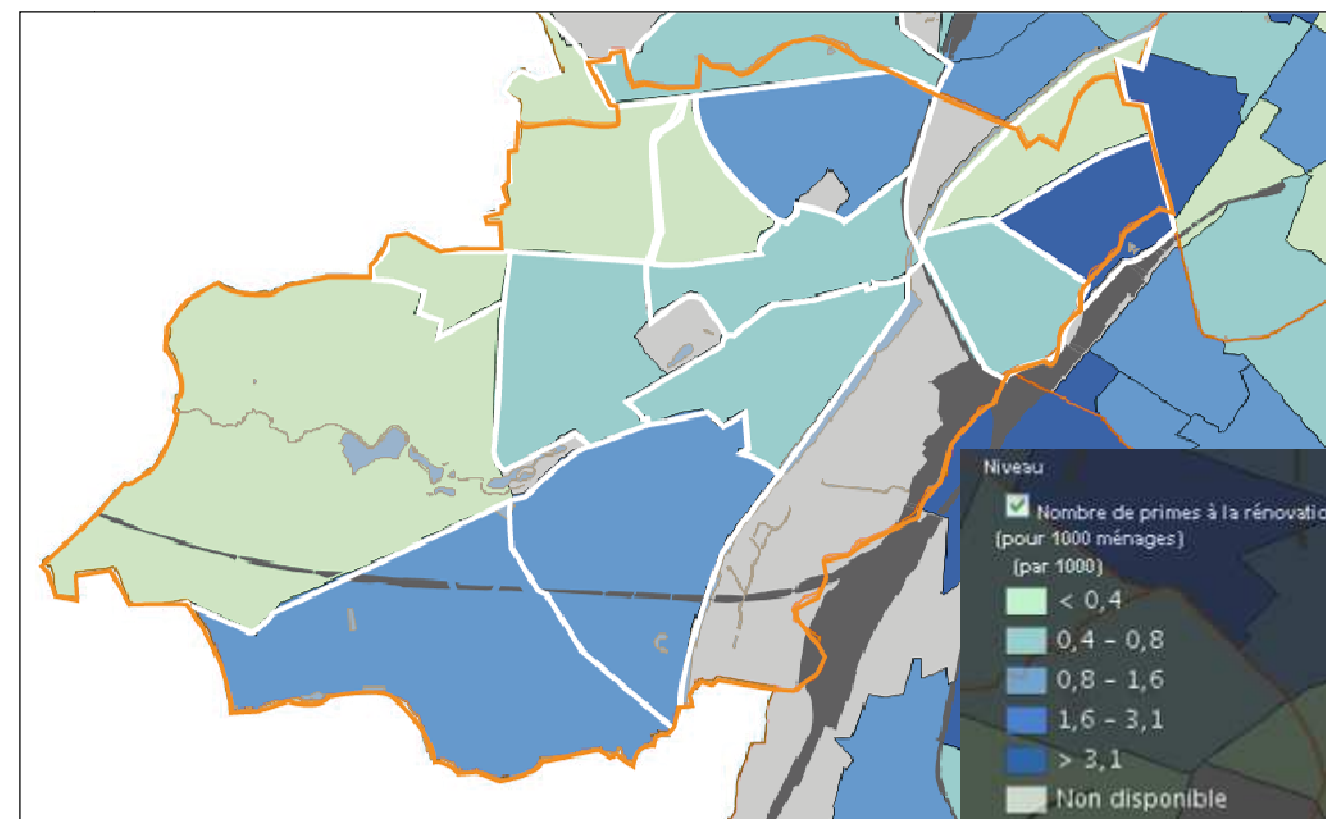 Niveau
Nombre de primes à la rénovatio
(pour 1000 ménages)
(par 1000)
< 0,4
0,4 – 0,8
0,8 – 1,6
1,6 – 3,1
> 3,1
Non disponible